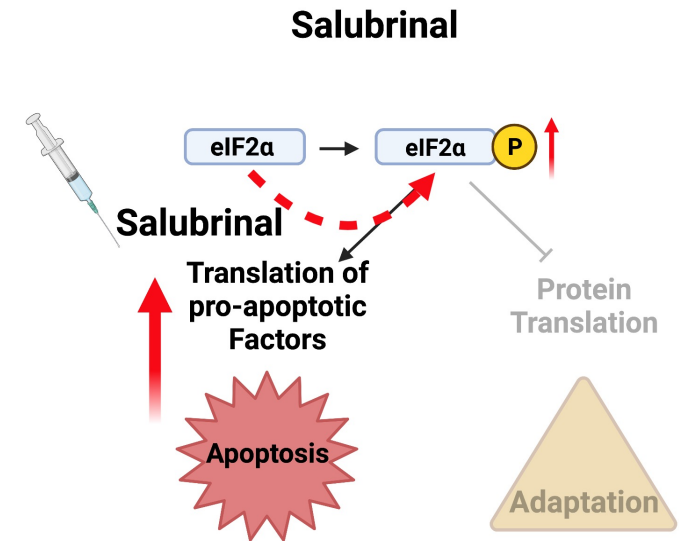 Salubrinal
eIF2α
eIF2α
P
Salubrinal
Translation of
pro-apoptotic
Factors
Protein
Translation
Apoptosis
Adaptation